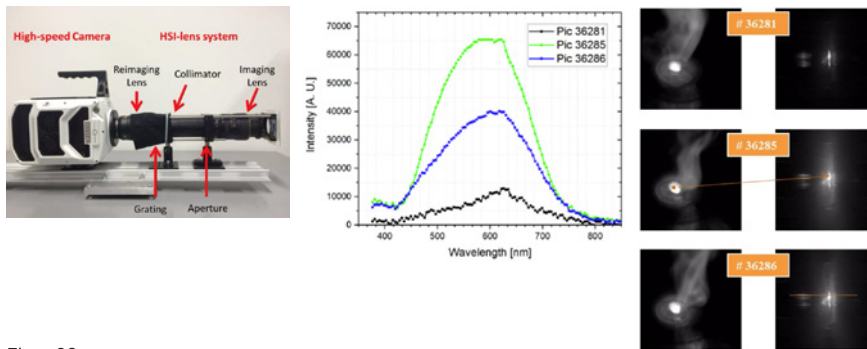 High-speed Camera
HSI-lens system
Reimaging
Lens
Collimator
Imaging
Lens
Grating
Aperture
Intensity [A. U.]
70000
60000
50000
40000
30000
20000
10000
0
Pic 36281
Pic 36285
Pic 36286
400
500
600
700
800
Wavelength [nm]
# 36281
# 36285
# 36286